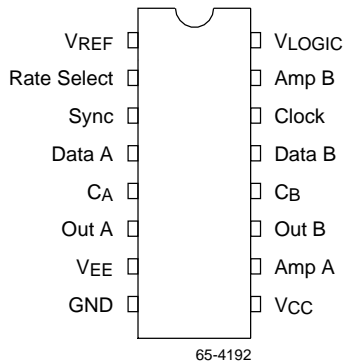 VREF VLOGIC
Rate Select Amp B
Sync Clock
Data A Data B
CA CB
Out A Out B
VEE Amp A
GND VCC
65-4192